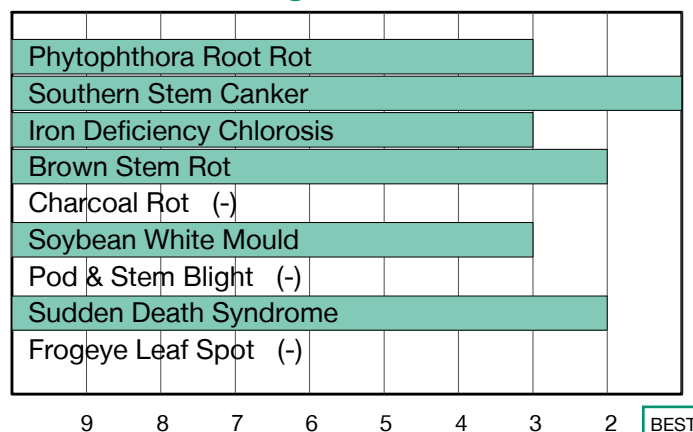 Phytophthora Root Rot
Southern Stem Canker
Iron Deficiency Chlorosis
Brown Stem Rot
Charcoal Rot (-)
Soybean White Mould
Pod & Stem Blight (-)
Sudden Death Syndrome
Frogeye Leaf Spot (-)
9 8 7 6 5 4 3 2 BEST